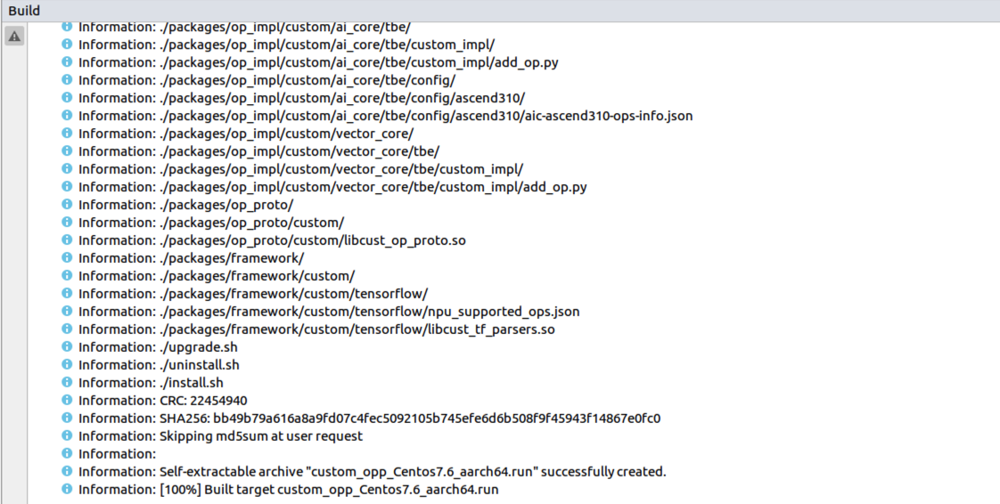 Build
Information: ./packages/op_impl/custom/ai_core/tbe/
Information: ./packages/op_impl/custom/ai_core/tbe/custom_impl/
Information: ./packages/op_impl/custom/ai_core/tbe/custom_impl/add_op.py
Information: ./packages/op_impl/custom/ai_core/tbe/config/
Information: ./packages/op_impl/custom/ai_core/tbe/config/ascend310/
Information: ./packages/op_impl/custom/ai_core/tbe/config/ascend310/aic-ascend310-ops-info.json
Information: ./packages/op_impl/custom/vector_core/
Information: ./packages/op_impl/custom/vector_core/tbe/
Information: ./packages/op_impl/custom/vector_core/tbe/custom_impl/
Information: ./packages/op_impl/custom/vector_core/tbe/custom_impl/add_op.py
Information: ./packages/op_proto/
Information: ./packages/op_proto/custom/
Information: ./packages/op_proto/custom/libcust_op_proto.so
Information: ./packages/framework/
Information: ./packages/framework/custom/
Information: ./packages/framework/custom/tensorflow/
Information: ./packages/framework/custom/tensorflow/npu_supported_ops.json
Information: ./packages/framework/custom/tensorflow/libcust_tf_parsers.so
Information: ./upgrade.sh
Information: ./uninstall.sh
Information: ./install.sh
Information: CRC: 22454940
Information: SHA256: bb49b79a616a8a9fd07c4fec5092105b745efe6d6b508f9f45943f14867e0fc0
Information: Skipping md5sum at user request
Information:
Information: Self-extractable archive "custom_opp_Centos7.6_aarch64.run" successfully created.
Information: [100%] Built target custom_opp_Centos7.6_aarch64.run